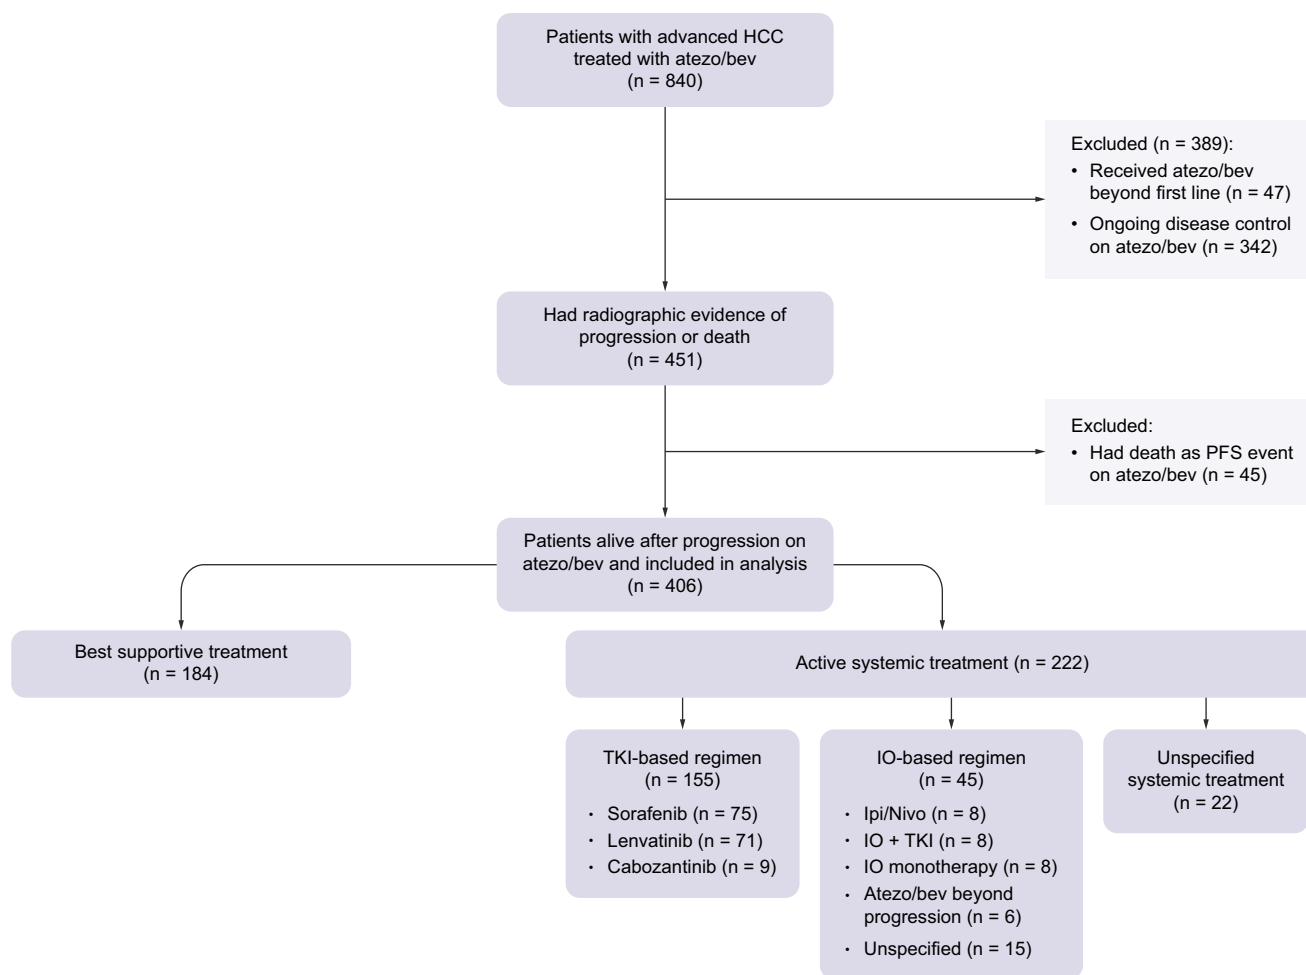 Patients with advanced HCC
treated with atezo/bev
(n = 840)
Excluded (n = 389):
• Received atezo/bev
beyond first line (n = 47)
• Ongoing disease control
on atezo/bev (n = 342)
Had radiographic evidence of
progression or death
(n = 451)
Excluded:
• Had death as PFS event
on atezo/bev (n = 45)
Patients alive after progression on
atezo/bev and included in analysis
(n = 406)
Best supportive treatment
(n = 184)
Active systemic treatment (n = 222)
TKI-based regimen
(n = 155)
• Sorafenib (n = 75)
• Lenvatinib (n = 71)
• Cabozantinib (n = 9)
IO-based regimen
(n = 45)
• Ipi/Nivo (n = 8)
• IO + TKI (n = 8)
• IO monotherapy (n = 8)
• Atezo/bev beyond
progression (n = 6)
• Unspecified (n = 15)
Unspecified
systemic treatment
(n = 22)